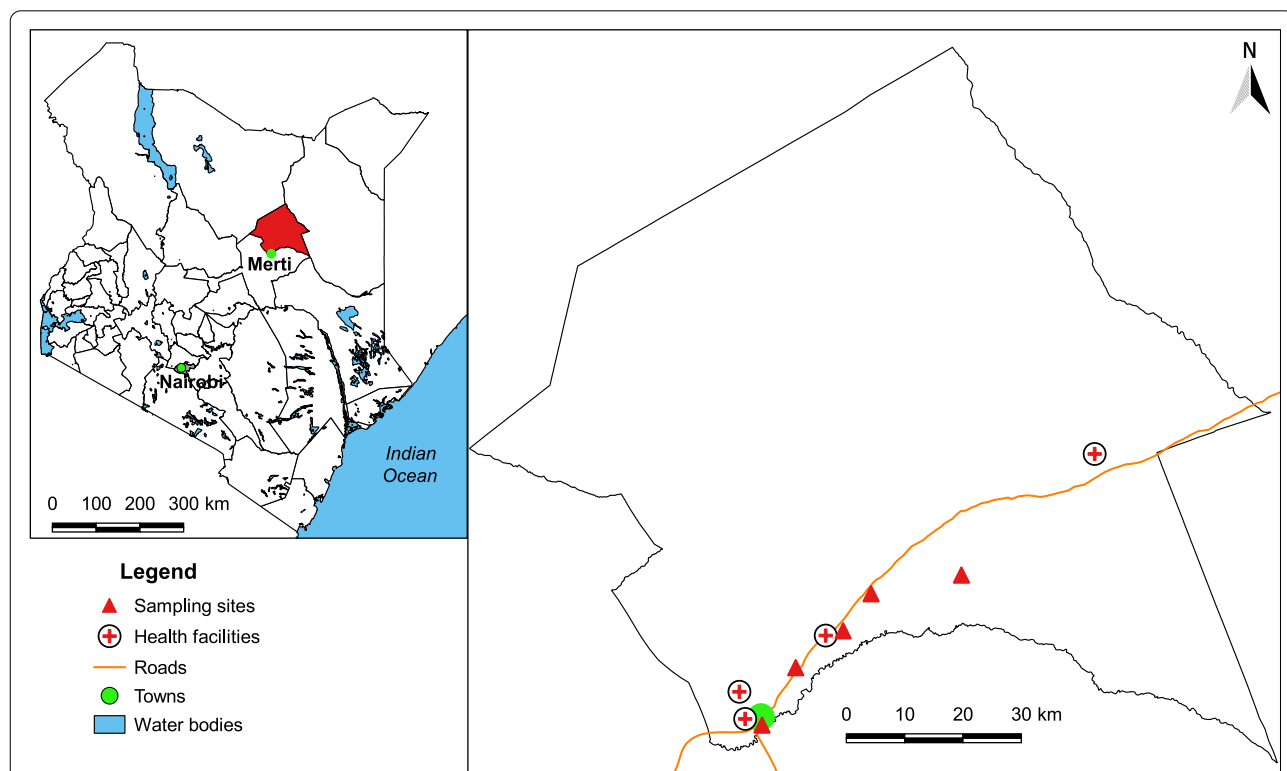 N
Merti
Nairobi
Indian
Ocean
0 100 200 300 km
Legend
Sampling sites
Health facilities
Roads
Towns
Water bodies
0 10 20 30 km